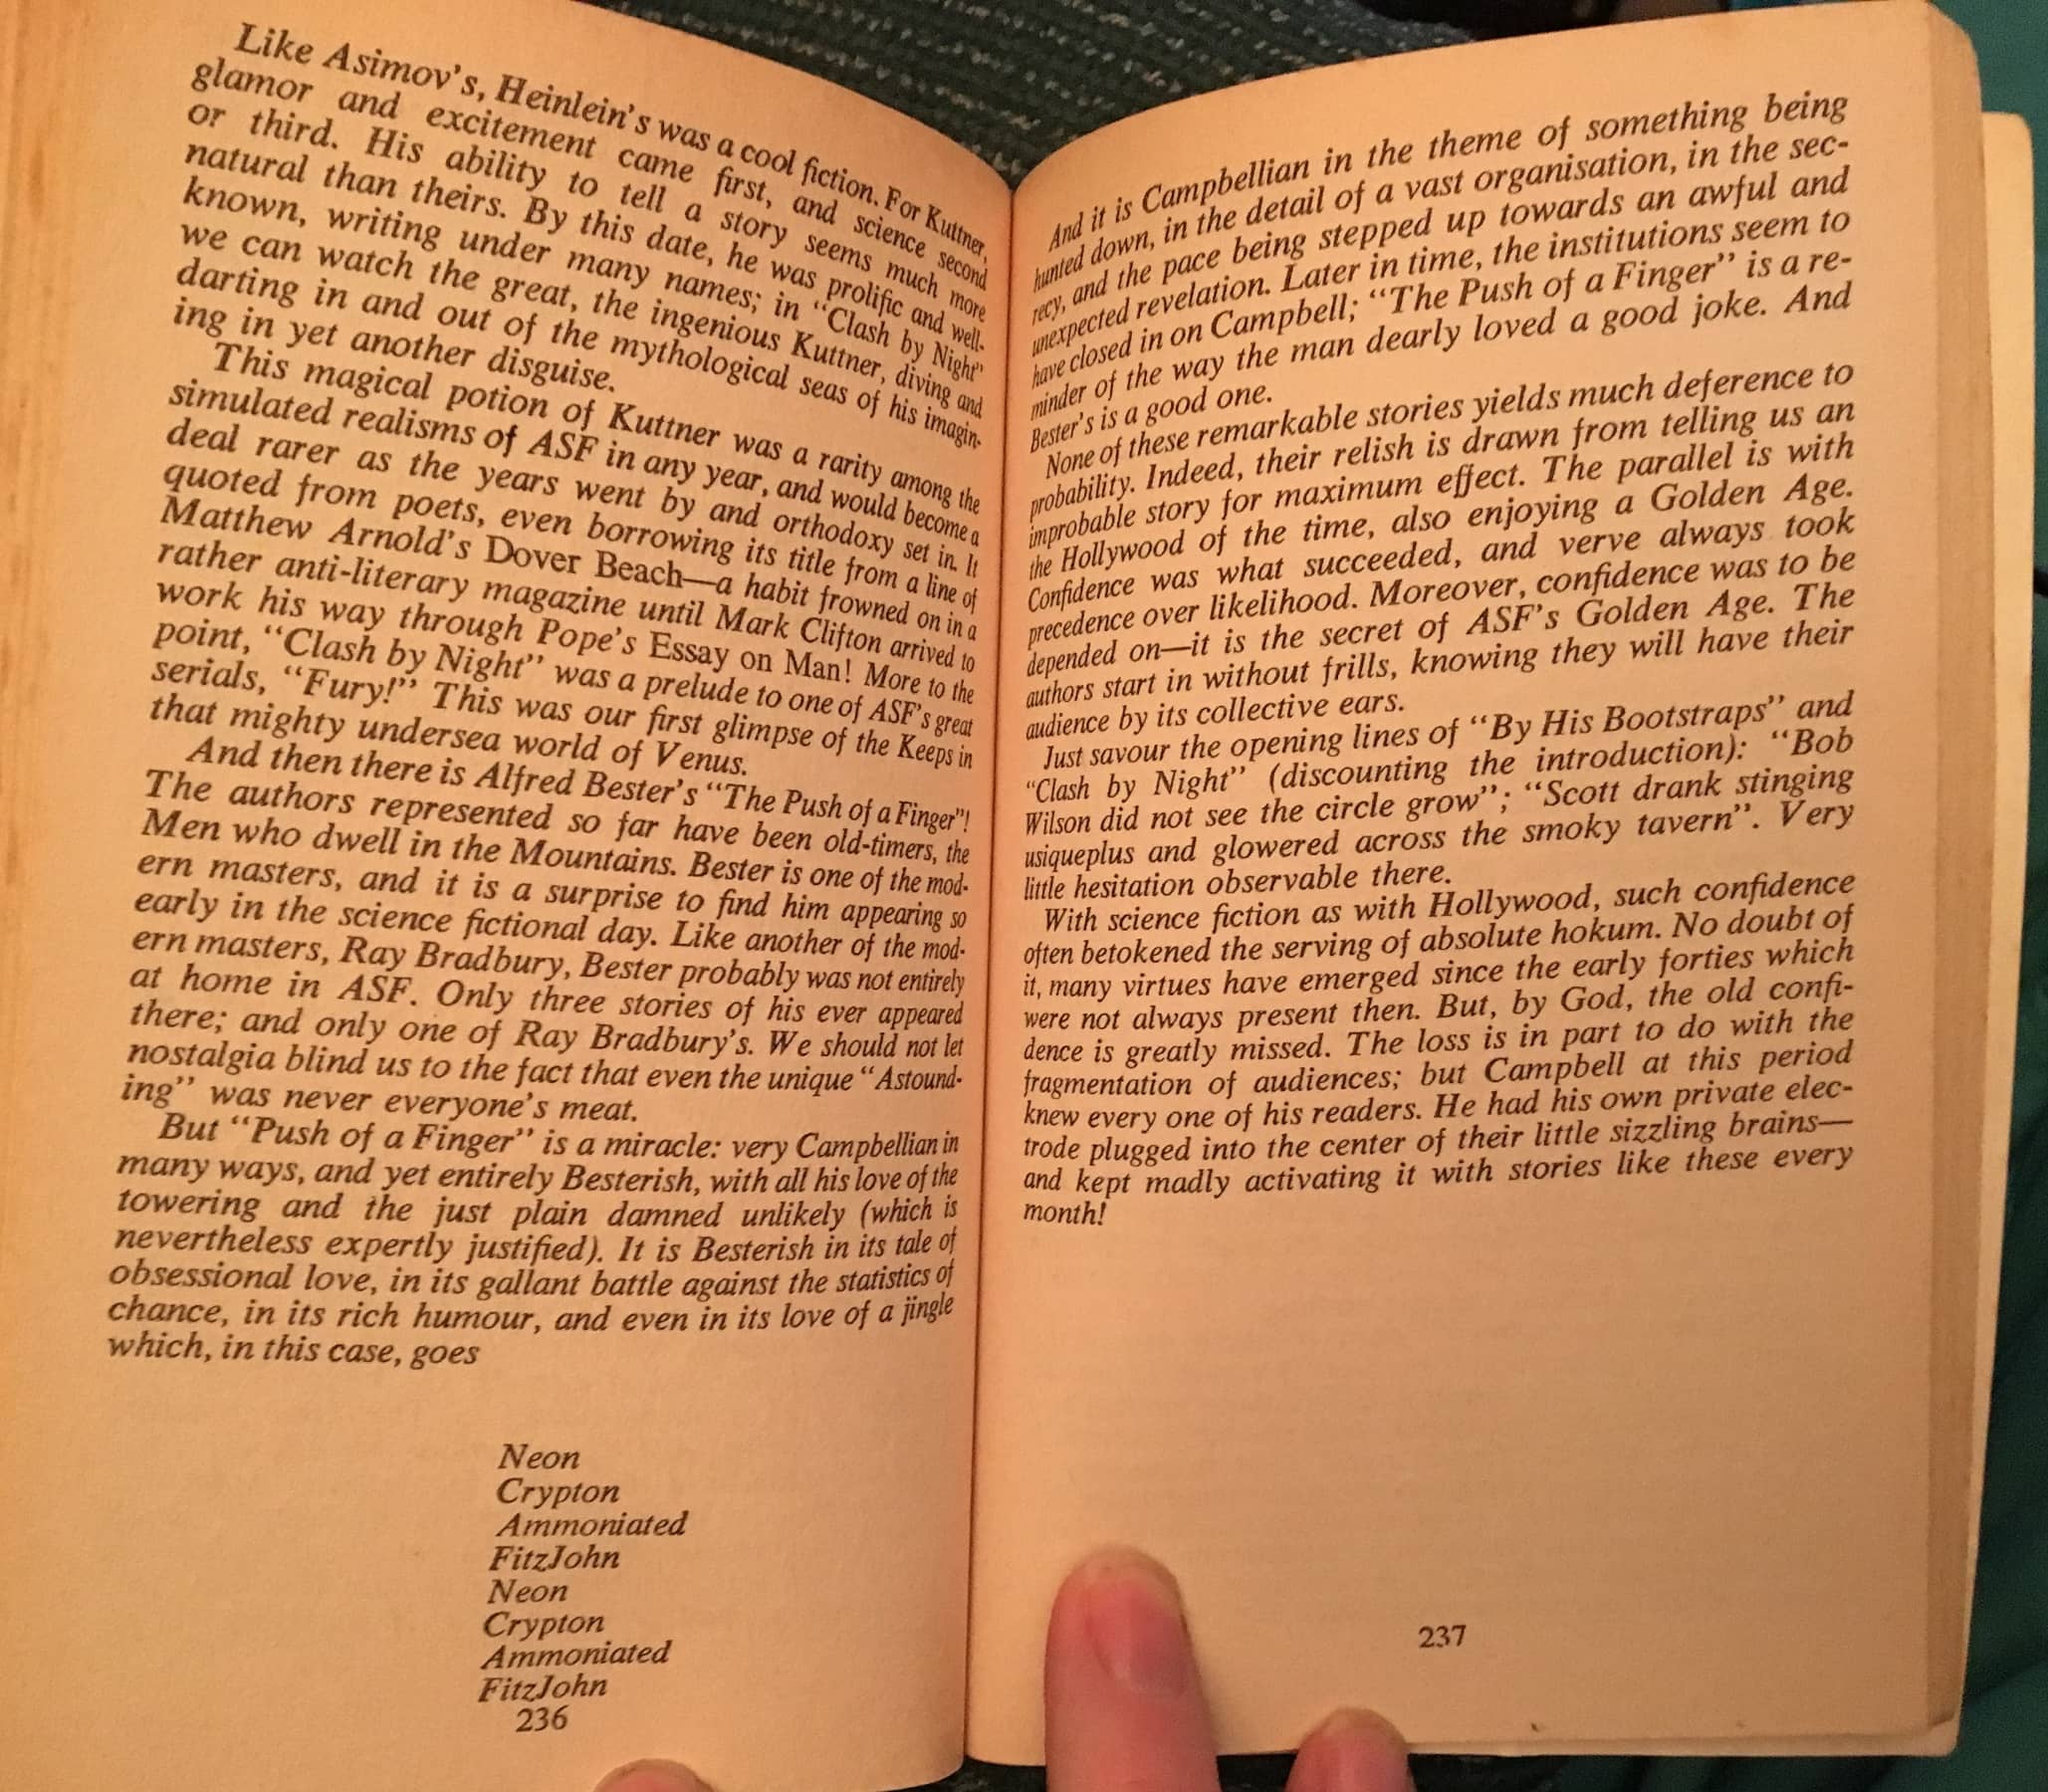 Like Asimov's, Heinlein's was a cool fiction. For Kuttner,
glamor and excitement came first, and science second
or third. His ability to tell a story seems much more
natural than theirs. By this date, he was prolific and well-
known, writing under many names; in "Clash by Night"
we can watch the great, the ingenious Kuttner, diving and
darting in and out of the mythological seas of his imagin-
ing in yet another disguise.
This magical potion of Kuttner was a rarity among the
simulated realisms of ASF in any year, and would become a
deal rarer as the years went by and orthodoxy set in. It
quoted from poets, even borrowing its title from a line of
Matthew Arnold's Dover Beach—a habit frowned on in a
rather anti-literary magazine until Mark Clifton arrived to
work his way through Pope's Essay on Man! More to the
point, "Clash by Night" was a prelude to one of ASF's great
serials, "Fury!" This was our first glimpse of the Keeps in
that mighty undersea world of Venus.
And then there is Alfred Bester's "The Push of a Finger"!
The authors represented so far have been old-timers, the
Men who dwell in the Mountains. Bester is one of the mod-
ern masters, and it is a surprise to find him appearing so
early in the science fictional day. Like another of the mod-
ern masters, Ray Bradbury, Bester probably was not entirely
at home in ASF. Only three stories of his ever appeared
there; and only one of Ray Bradbury's. We should not let
nostalgia blind us to the fact that even the unique "Astound-
ing" was never everyone's meat.
But "Push of a Finger" is a miracle: very Campbellian in
many ways, and yet entirely Besterish, with all his love of the
towering and the just plain damned unlikely (which is
nevertheless expertly justified). It is Besterish in its tale of
obsessional love, in its gallant battle against the statistics of
chance, in its rich humour, and even in its love of a jingle
which, in this case, goes
Neon
Crypton
Ammoniated
FitzJohn
Neon
Crypton
Ammoniated
FitzJohn
236
And it is Campbellian in the theme of something being
hunted down, in the detail of a vast organisation, in the sec-
recy, and the pace being stepped up towards an awful and
unexpected revelation. Later in time, the institutions seem to
have closed in on Campbell; "The Push of a Finger" is a re-
minder of the way the man dearly loved a good joke. And
Bester's is a good one.
None of these remarkable stories yields much deference to
probability. Indeed, their relish is drawn from telling us an
improbable story for maximum effect. The parallel is with
the Hollywood of the time, also enjoying a Golden Age.
Confidence was what succeeded, and verve always took
precedence over likelihood. Moreover, confidence was to be
depended on—it is the secret of ASF's Golden Age. The
authors start in without frills, knowing they will have their
audience by its collective ears.
Just savour the opening lines of "By His Bootstraps" and
"Clash by Night" (discounting the introduction): "Bob
Wilson did not see the circle grow"; "Scott drank stinging
usiqueplus and glowered across the smoky tavern". Very
little hesitation observable there.
With science fiction as with Hollywood, such confidence
often betokened the serving of absolute hokum. No doubt of
it, many virtues have emerged since the early forties which
were not always present then. But, by God, the old confi-
dence is greatly missed. The loss is in part to do with the
fragmentation of audiences; but Campbell at this period
knew every one of his readers. He had his own private elec-
trode plugged into the center of their little sizzling brains—
and kept madly activating it with stories like these every
month!
237